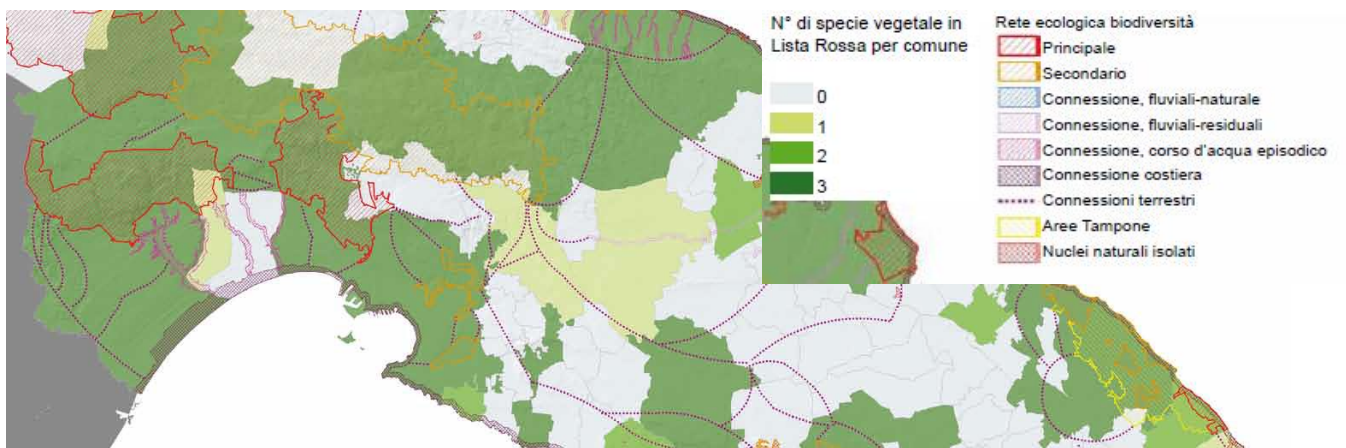 N° di specie vegetale in
Lista Rossa per comune
0
1
2
3
Rete ecologica biodiversità
Principale
Secondario
Connessione, fluviali-naturale
Connessione, fluviali-residuali
Connessione, corso d'acqua episodico
Connessione costiera
Connessioni terrestri
Aree Tampone
Nuclei naturali isolati